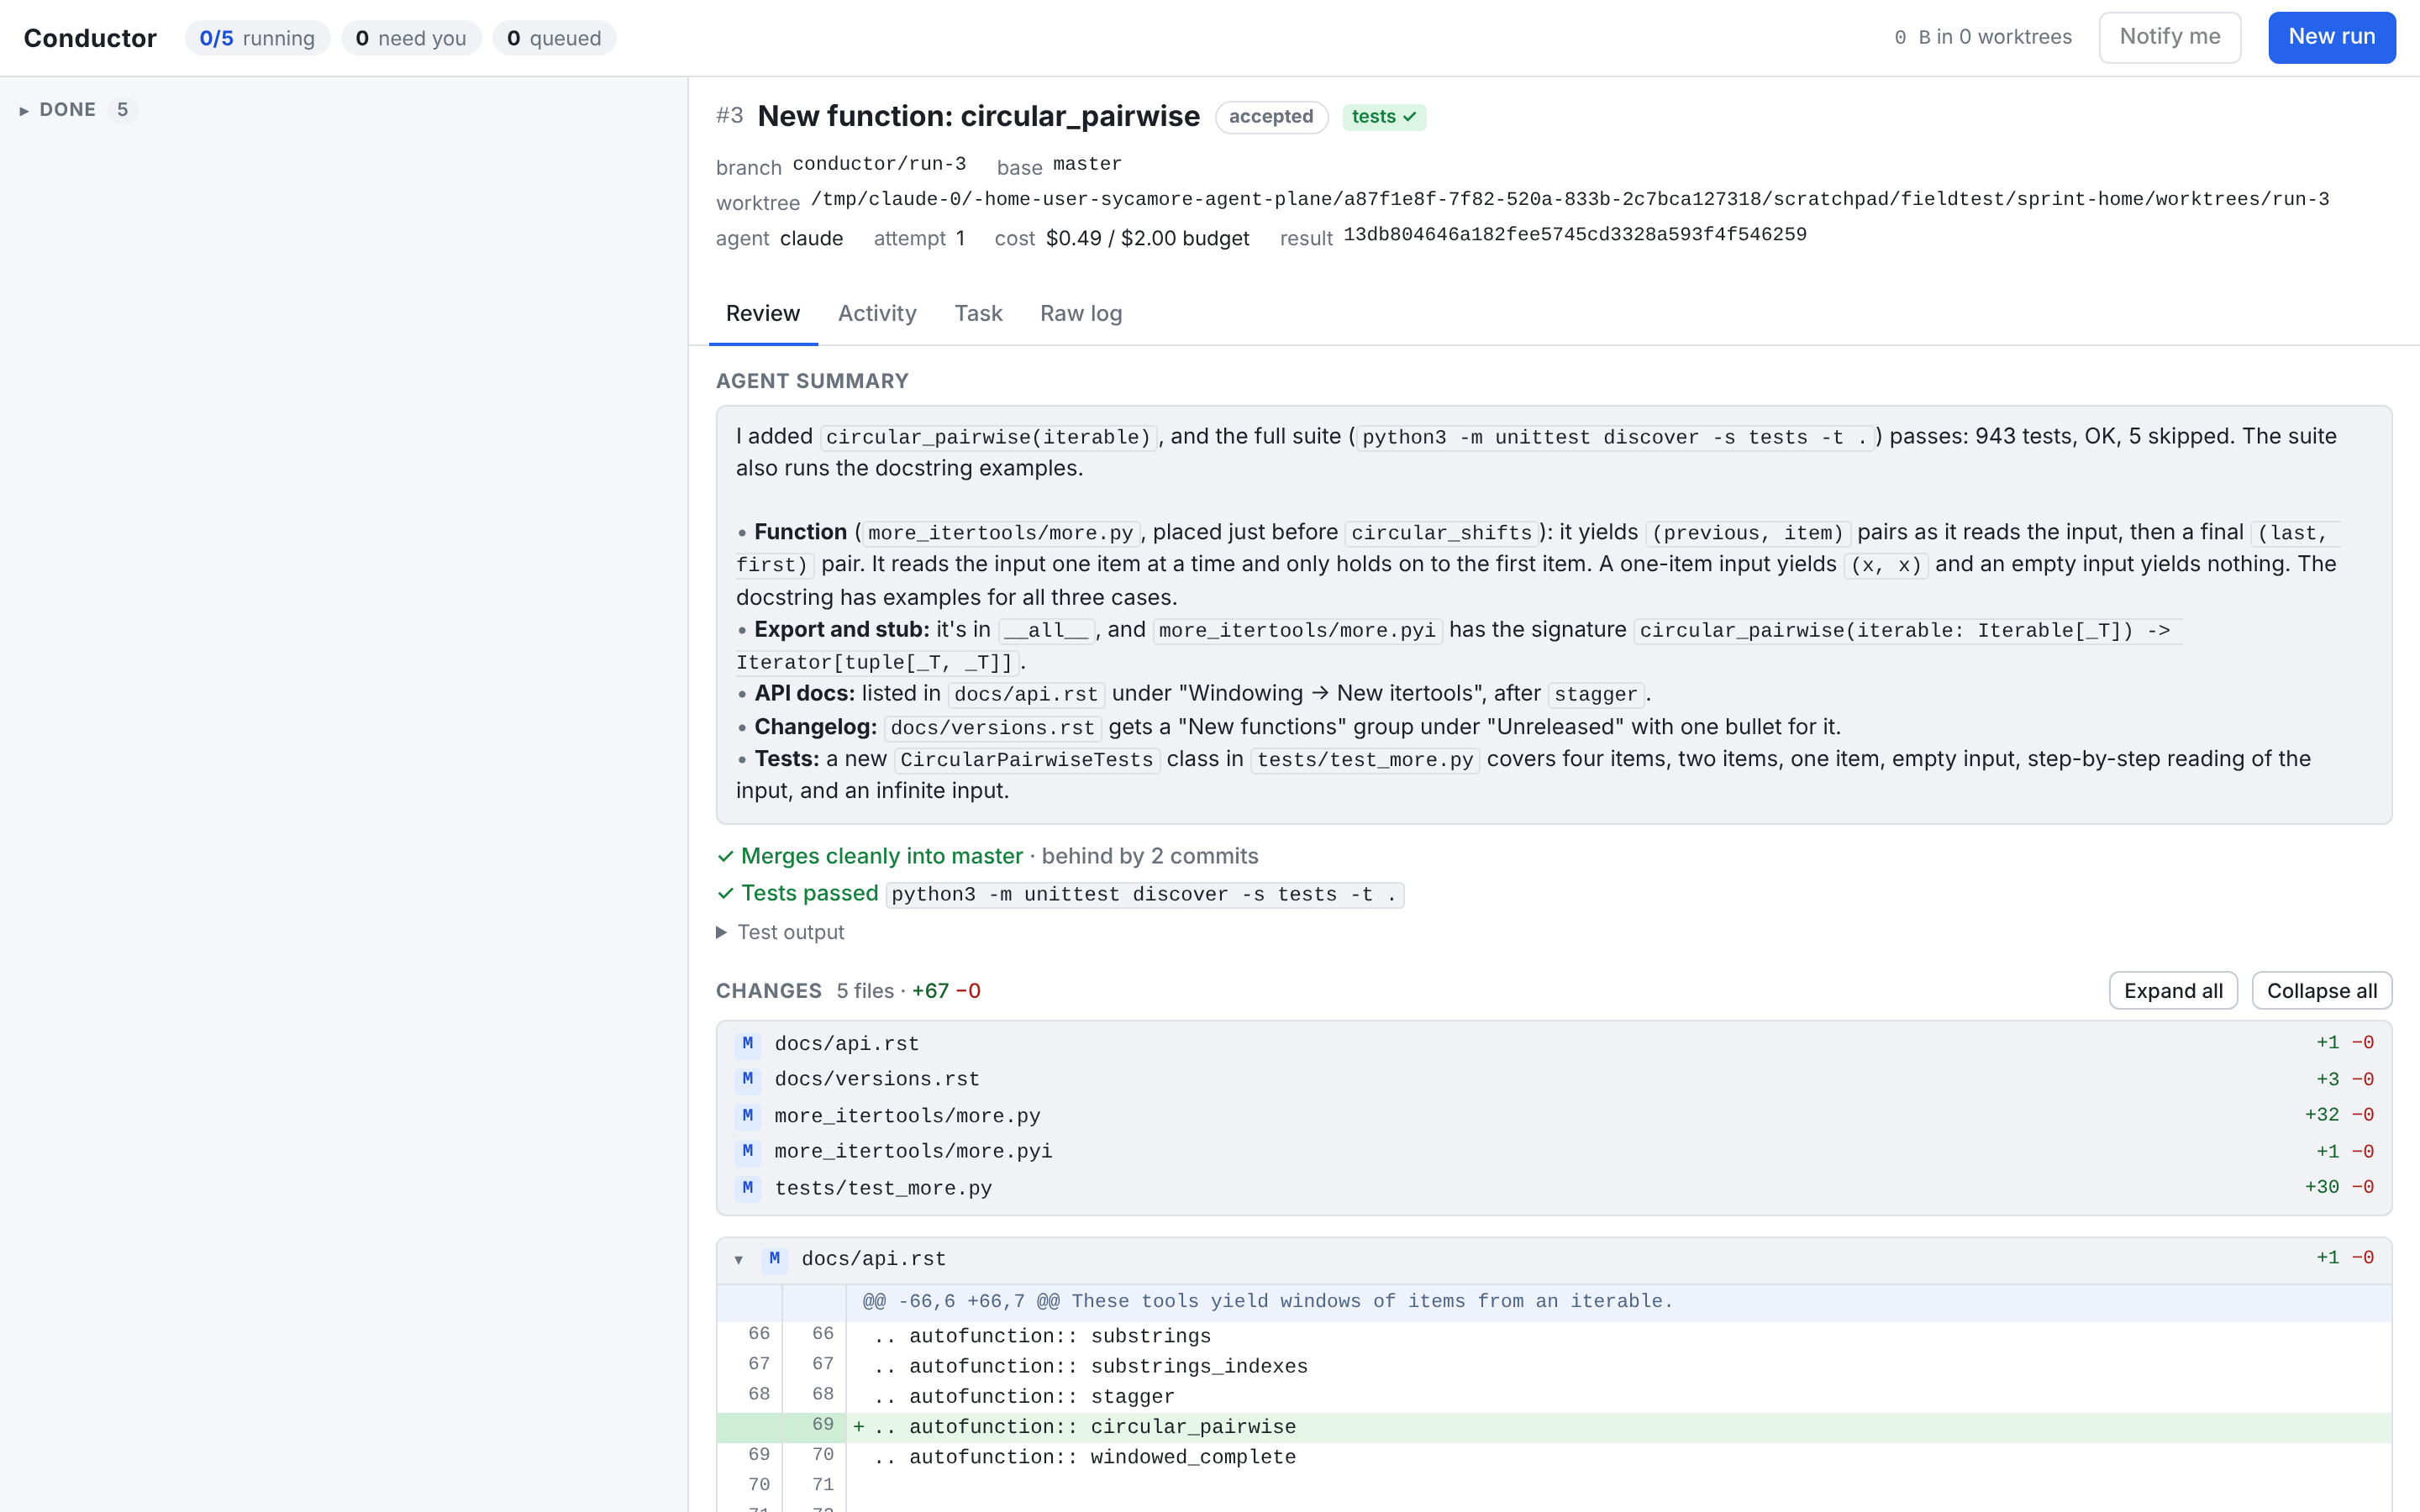 Conductor 0/5 running 0 need you 0 queued 0 B in 0 worktrees Notify me New run
▸ DONE 5
#3 New function: circular_pairwise accepted tests ✓
branch conductor/run-3 base master
worktree /tmp/claude-0/-home-user-sycamore-agent-plane/a87f1e8f-7f82-520a-833b-2c7bca127318/scratchpad/fieldtest/sprint-home/worktrees/run-3
agent claude attempt 1 cost $0.49 / $2.00 budget result 13db804646a182fee5745cd3328a593f4f546259
Review Activity Task Raw log
AGENT SUMMARY
I added circular_pairwise(iterable), and the full suite (python3 -m unittest discover -s tests -t .) passes: 943 tests, OK, 5 skipped. The suite
also runs the docstring examples.
• Function (more_itertools/more.py, placed just before circular_shifts): it yields (previous, item) pairs as it reads the input, then a final (last,
first) pair. It reads the input one item at a time and only holds on to the first item. A one-item input yields (x, x) and an empty input yields nothing. The
docstring has examples for all three cases.
• Export and stub: it's in __all__, and more_itertools/more.pyi has the signature circular_pairwise(iterable: Iterable[_T]) ->
Iterator[tuple[_T, _T]].
• API docs: listed in docs/api.rst under "Windowing → New itertools", after stagger.
• Changelog: docs/versions.rst gets a "New functions" group under "Unreleased" with one bullet for it.
• Tests: a new CircularPairwiseTests class in tests/test_more.py covers four items, two items, one item, empty input, step-by-step reading of the
input, and an infinite input.
✓ Merges cleanly into master · behind by 2 commits
✓ Tests passed python3 -m unittest discover -s tests -t .
▶ Test output
CHANGES 5 files · +67 −0 Expand all Collapse all
M docs/api.rst +1 −0
M docs/versions.rst +3 −0
M more_itertools/more.py +32 −0
M more_itertools/more.pyi +1 −0
M tests/test_more.py +30 −0
▾ M docs/api.rst +1 −0
@@ -66,6 +66,7 @@ These tools yield windows of items from an iterable.
66 66 .. autofunction:: substrings
67 67 .. autofunction:: substrings_indexes
68 68 .. autofunction:: stagger
69 + .. autofunction:: circular_pairwise
69 70 .. autofunction:: windowed_complete
70 71